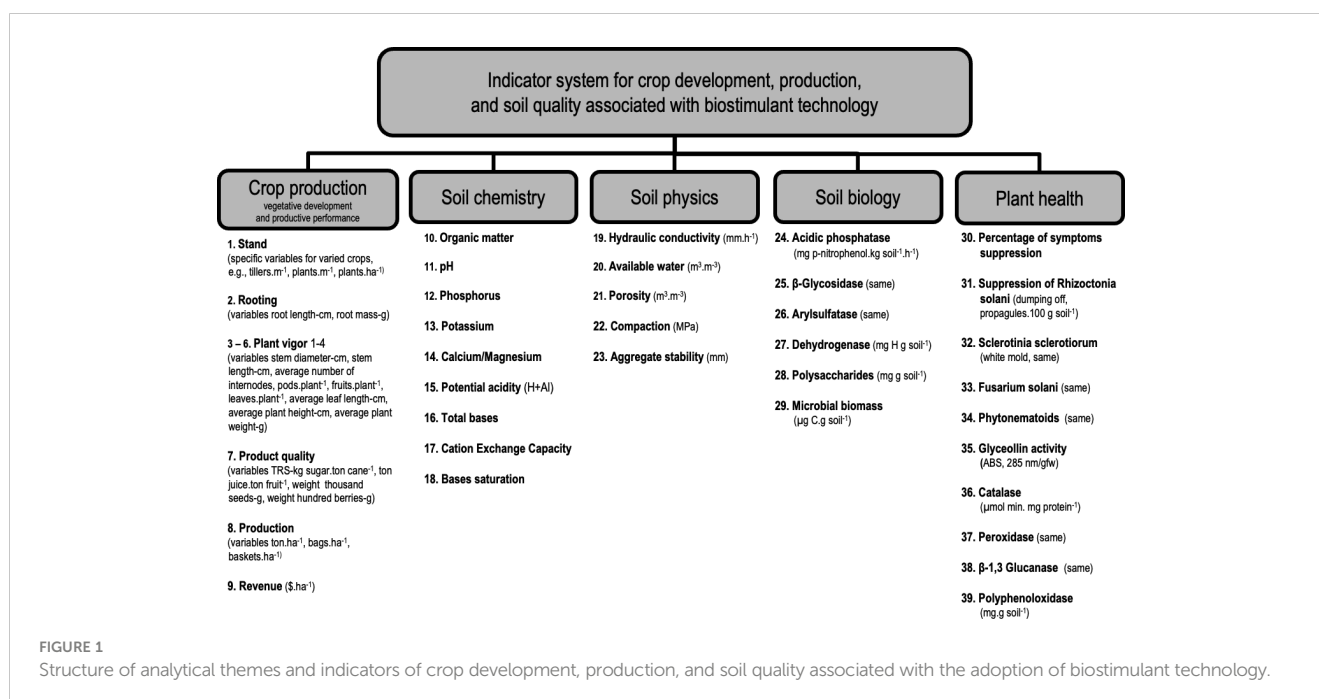 Indicator system for crop development, production,
and soil quality associated with biostimulant technology
Crop production
vegetative development
and productive performance
1. Stand
(specific variables for varied crops,
e.g., tillers.m⁻¹, plants.m⁻¹, plants.ha⁻¹)
2. Rooting
(variables root length-cm, root mass-g)
3 – 6. Plant vigor 1-4
(variables stem diameter-cm, stem
length-cm, average number of
internodes, pods.plant⁻¹, fruits.plant⁻¹,
leaves.plant⁻¹, average leaf length-cm,
average plant height-cm, average plant
weight-g)
7. Product quality
(variables TRS-kg sugar.ton cane⁻¹, ton
juice.ton fruit⁻¹, weight thousand
seeds-g, weight hundred berries-g)
8. Production
(variables ton.ha⁻¹, bags.ha⁻¹,
baskets.ha⁻¹)
9. Revenue ($.ha⁻¹)
Soil chemistry
10. Organic matter
11. pH
12. Phosphorus
13. Potassium
14. Calcium/Magnesium
15. Potential acidity (H+Al)
16. Total bases
17. Cation Exchange Capacity
18. Bases saturation
Soil physics
19. Hydraulic conductivity (mm.h⁻¹)
20. Available water (m³.m⁻³)
21. Porosity (m³.m⁻³)
22. Compaction (MPa)
23. Aggregate stability (mm)
Soil biology
24. Acidic phosphatase
(mg p-nitrophenol.kg soil⁻¹.h⁻¹)
25. β-Glycosidase (same)
26. Arylsulfatase (same)
27. Dehydrogenase (mg H g soil⁻¹)
28. Polysaccharides (mg g soil⁻¹)
29. Microbial biomass
(µg C.g soil⁻¹)
Plant health
30. Percentage of symptoms
suppression
31. Suppression of Rhizoctonia
solani (dumping off,
propagules.100 g soil⁻¹)
32. Sclerotinia sclerotiorum
(white mold, same)
33. Fusarium solani (same)
34. Phytonematoids (same)
35. Glyceollin activity
(ABS, 285 nm/gfw)
36. Catalase
(µmol min. mg protein⁻¹)
37. Peroxidase (same)
38. β-1,3 Glucanase (same)
39. Polyphenoloxidase
(mg.g soil⁻¹)
FIGURE 1
Structure of analytical themes and indicators of crop development, production, and soil quality associated with the adoption of biostimulant technology.